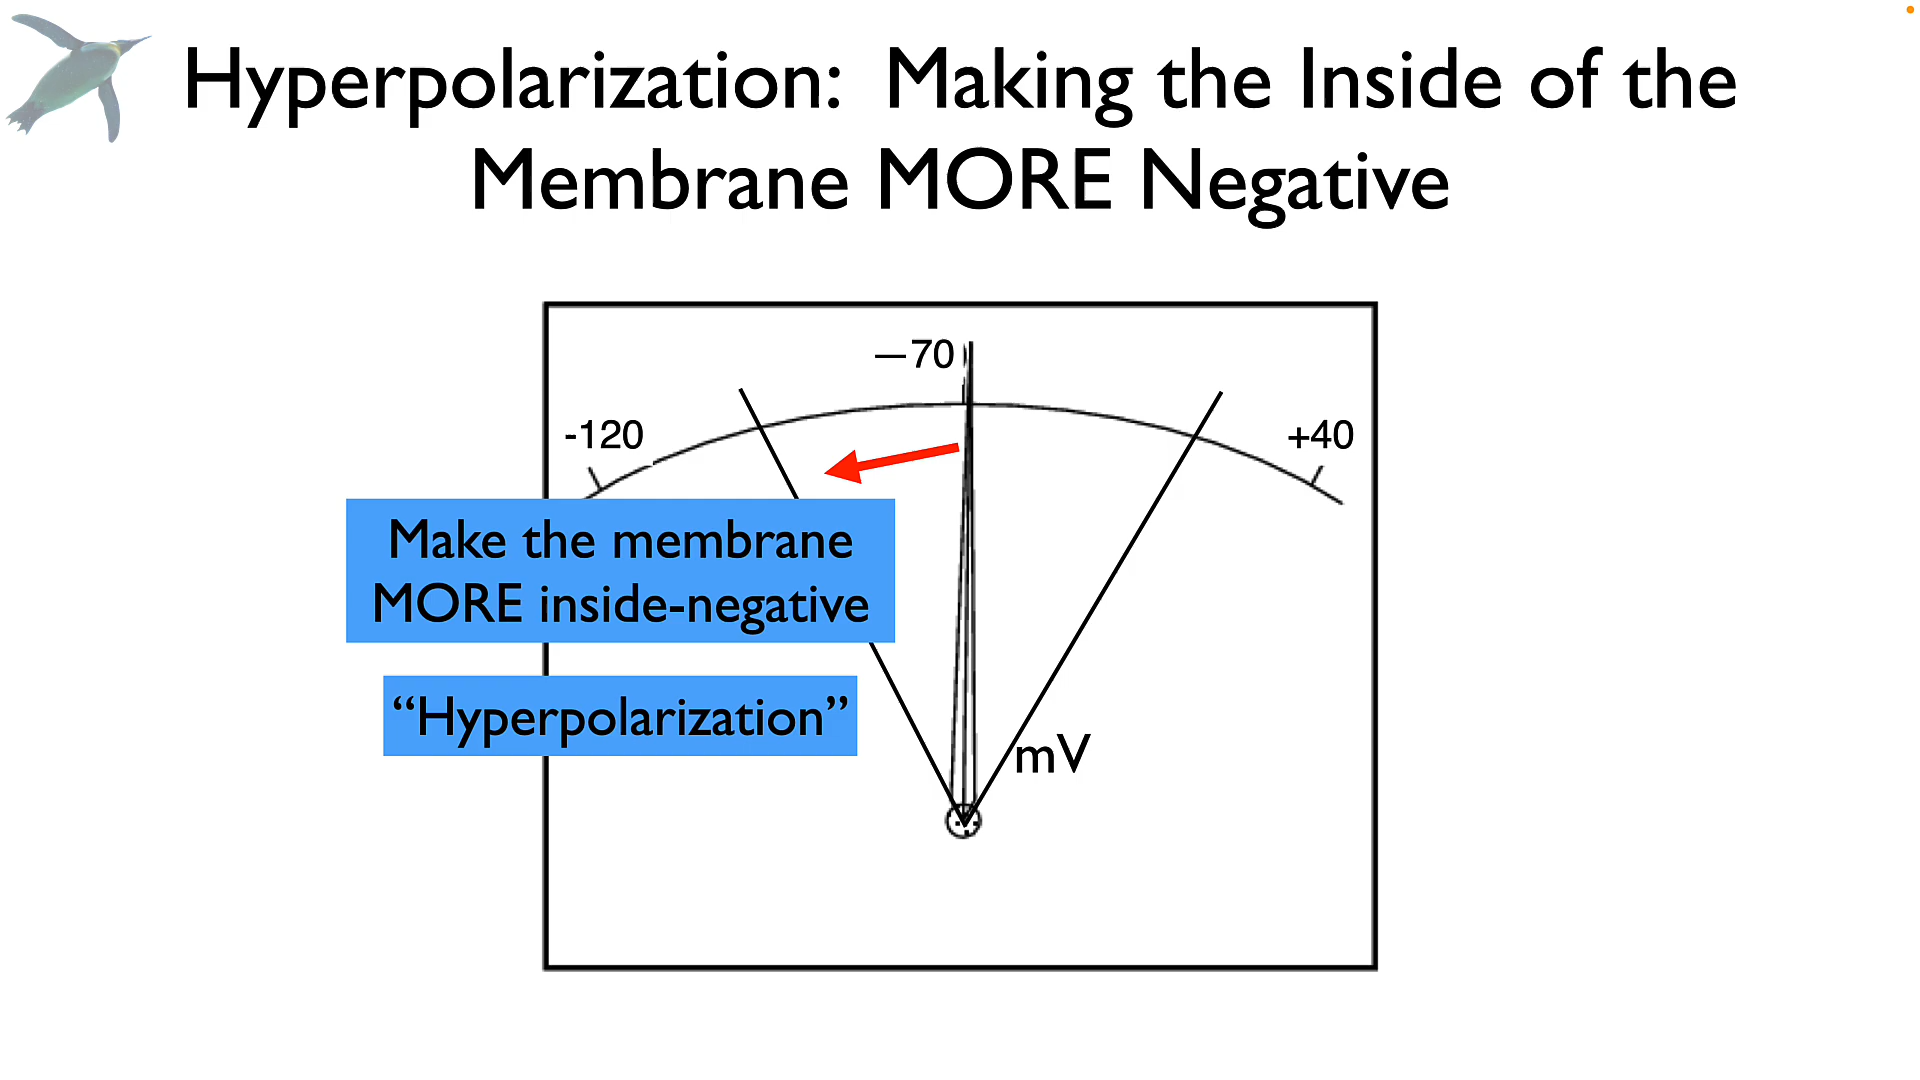 Hyperpolarization: Making the Inside of the
Membrane MORE Negative
—70
-120
+40
Make the membrane
MORE inside-negative
“Hyperpolarization”
mV